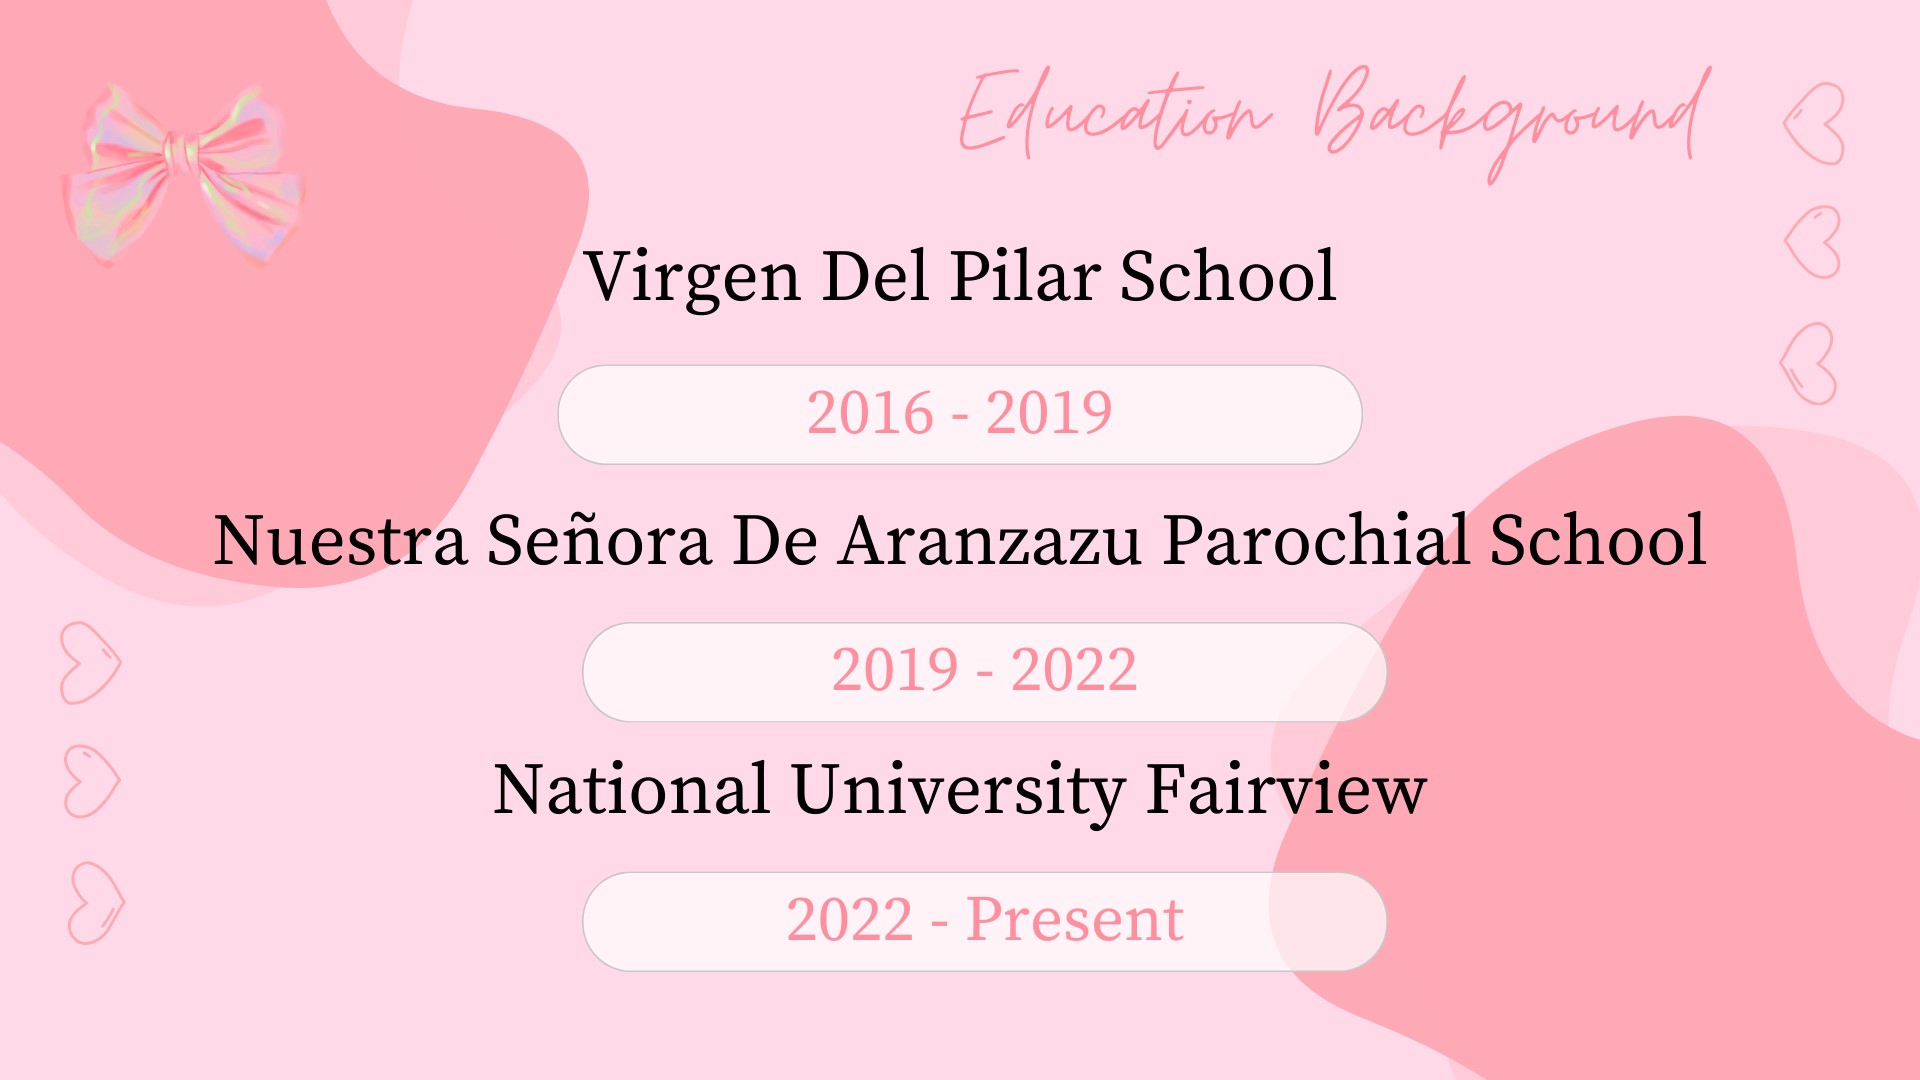 Education Background
Virgen Del Pilar School
2016 - 2019
Nuestra Señora De Aranzazu Parochial School
2019 - 2022
National University Fairview
2022 - Present